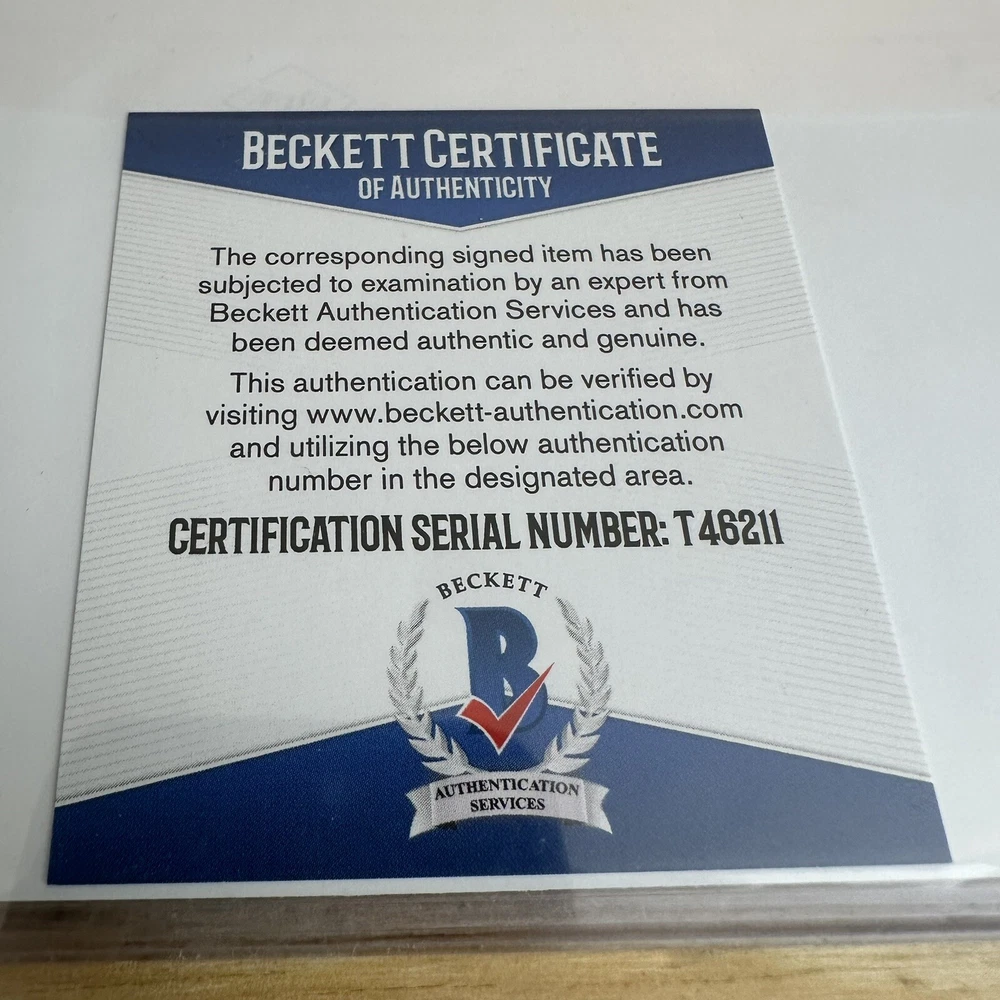 BECKETT CERTIFICATE
OF AUTHENTICITY
The corresponding signed item has been
subjected to examination by an expert from
Beckett Authentication Services and has
been deemed authentic and genuine.
This authentication can be verified by
visiting www.beckett-authentication.com
and utilizing the below authentication
number in the designated area.
CERTIFICATION SERIAL NUMBER: T46211
BECKETT
B
AUTHENTICATION
SERVICES